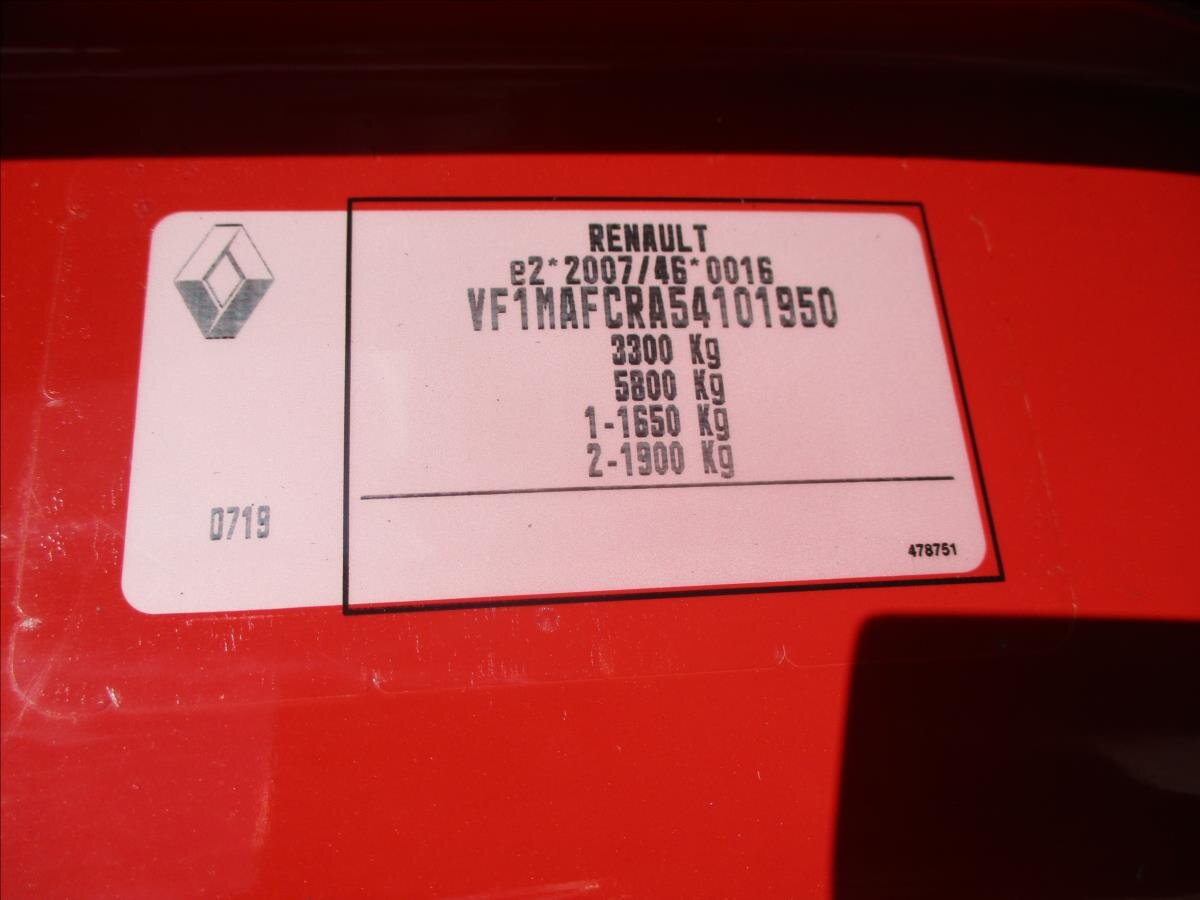 RENAULT
e2*2007/46*0016
VF1MAFCRA54101950
3300 Kg
5800 Kg
1-1650 Kg
2-1900 Kg
0719
478751